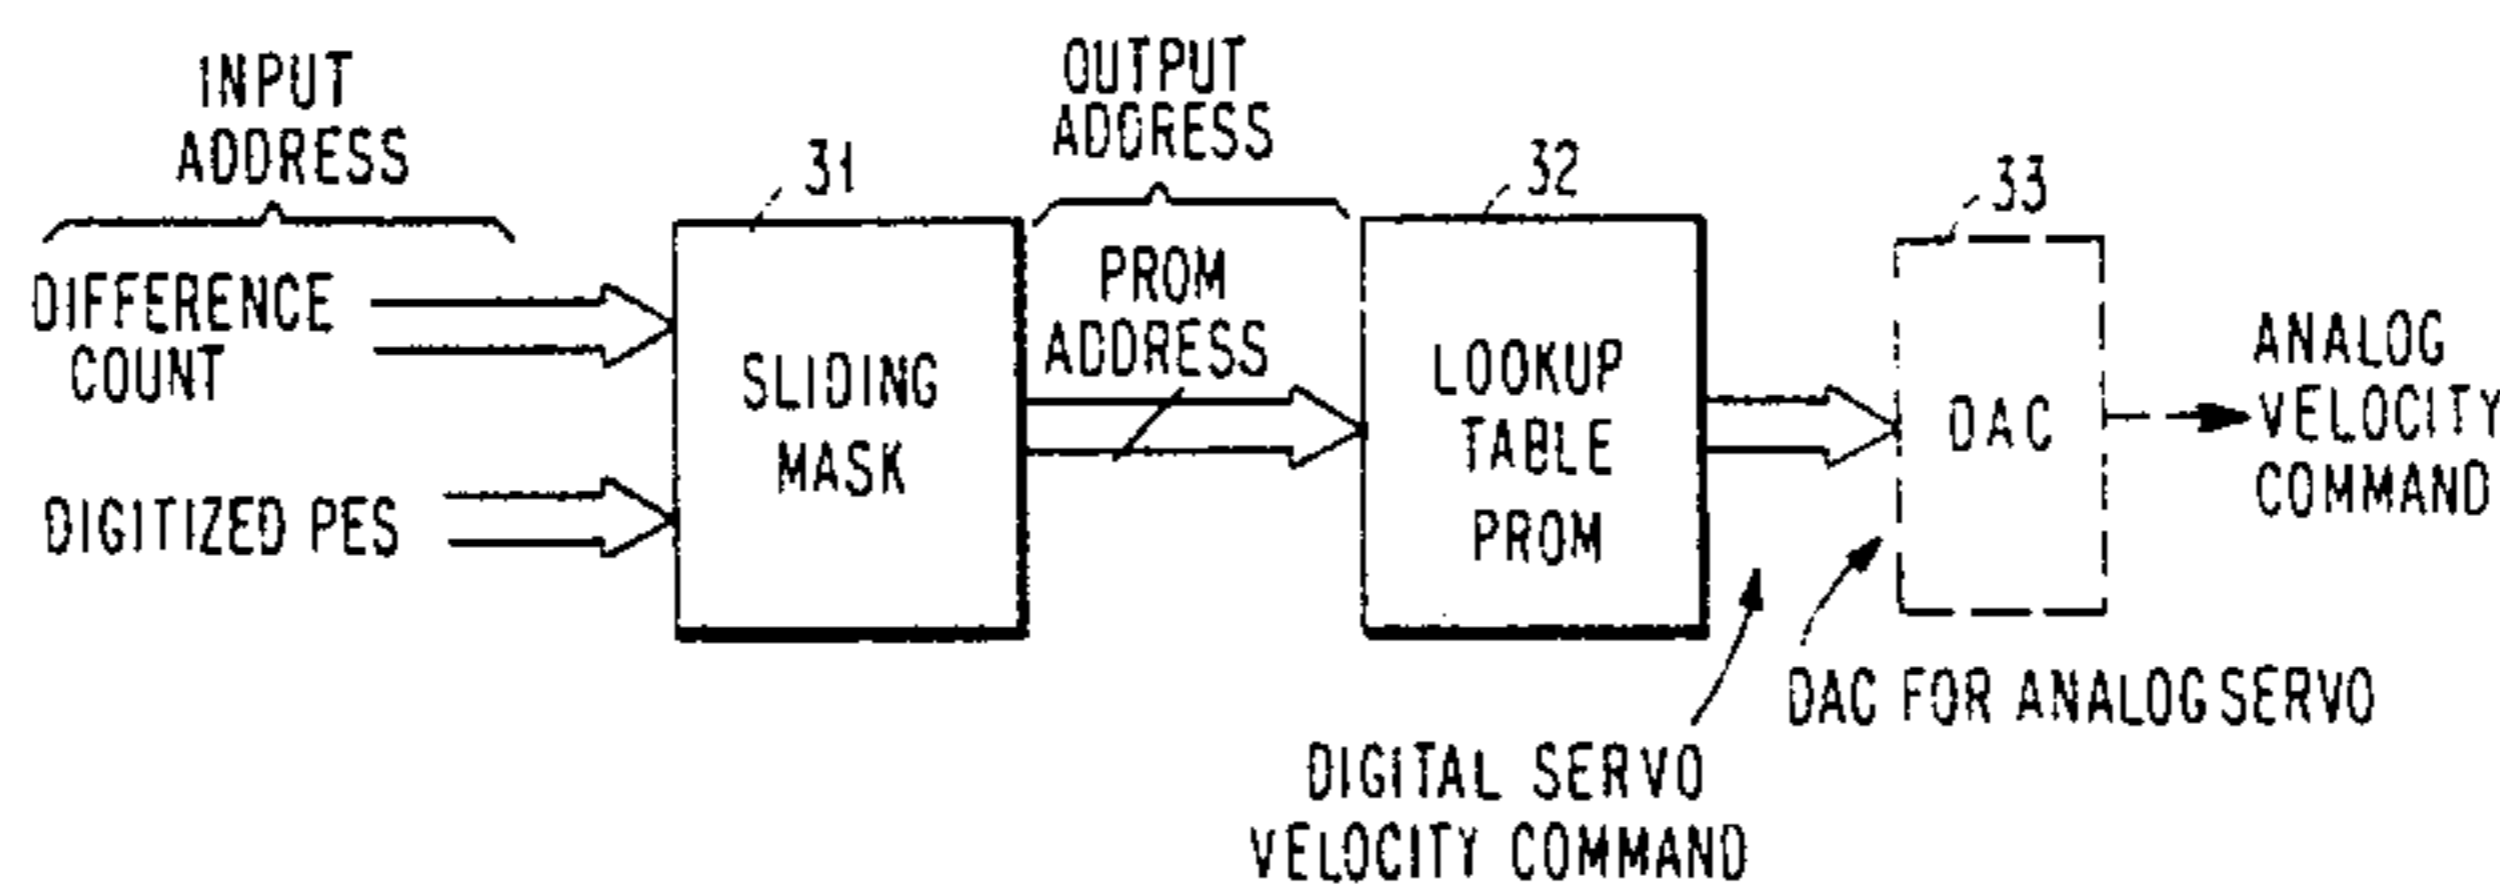 INPUT
ADDRESS
DIFFERENCE
COUNT
DIGITIZED PES
31
SLIDING
MASK
OUTPUT
ADDRESS
PROM
ADDRESS
32
LOOKUP
TABLE
PROM
33
DAC
ANALOG
VELOCITY
COMMAND
DAC FOR ANALOG SERVO
DIGITAL SERVO
VELOCITY COMMAND